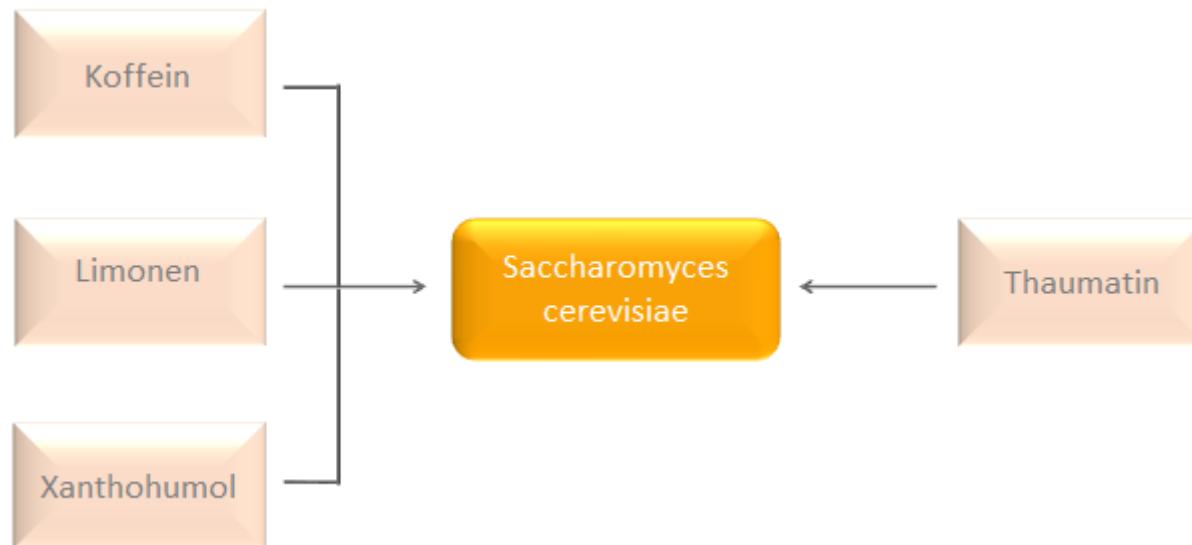 Koffein
Limonen
Xanthohumol
Saccharomyces
cerevisiae
Thaumatin